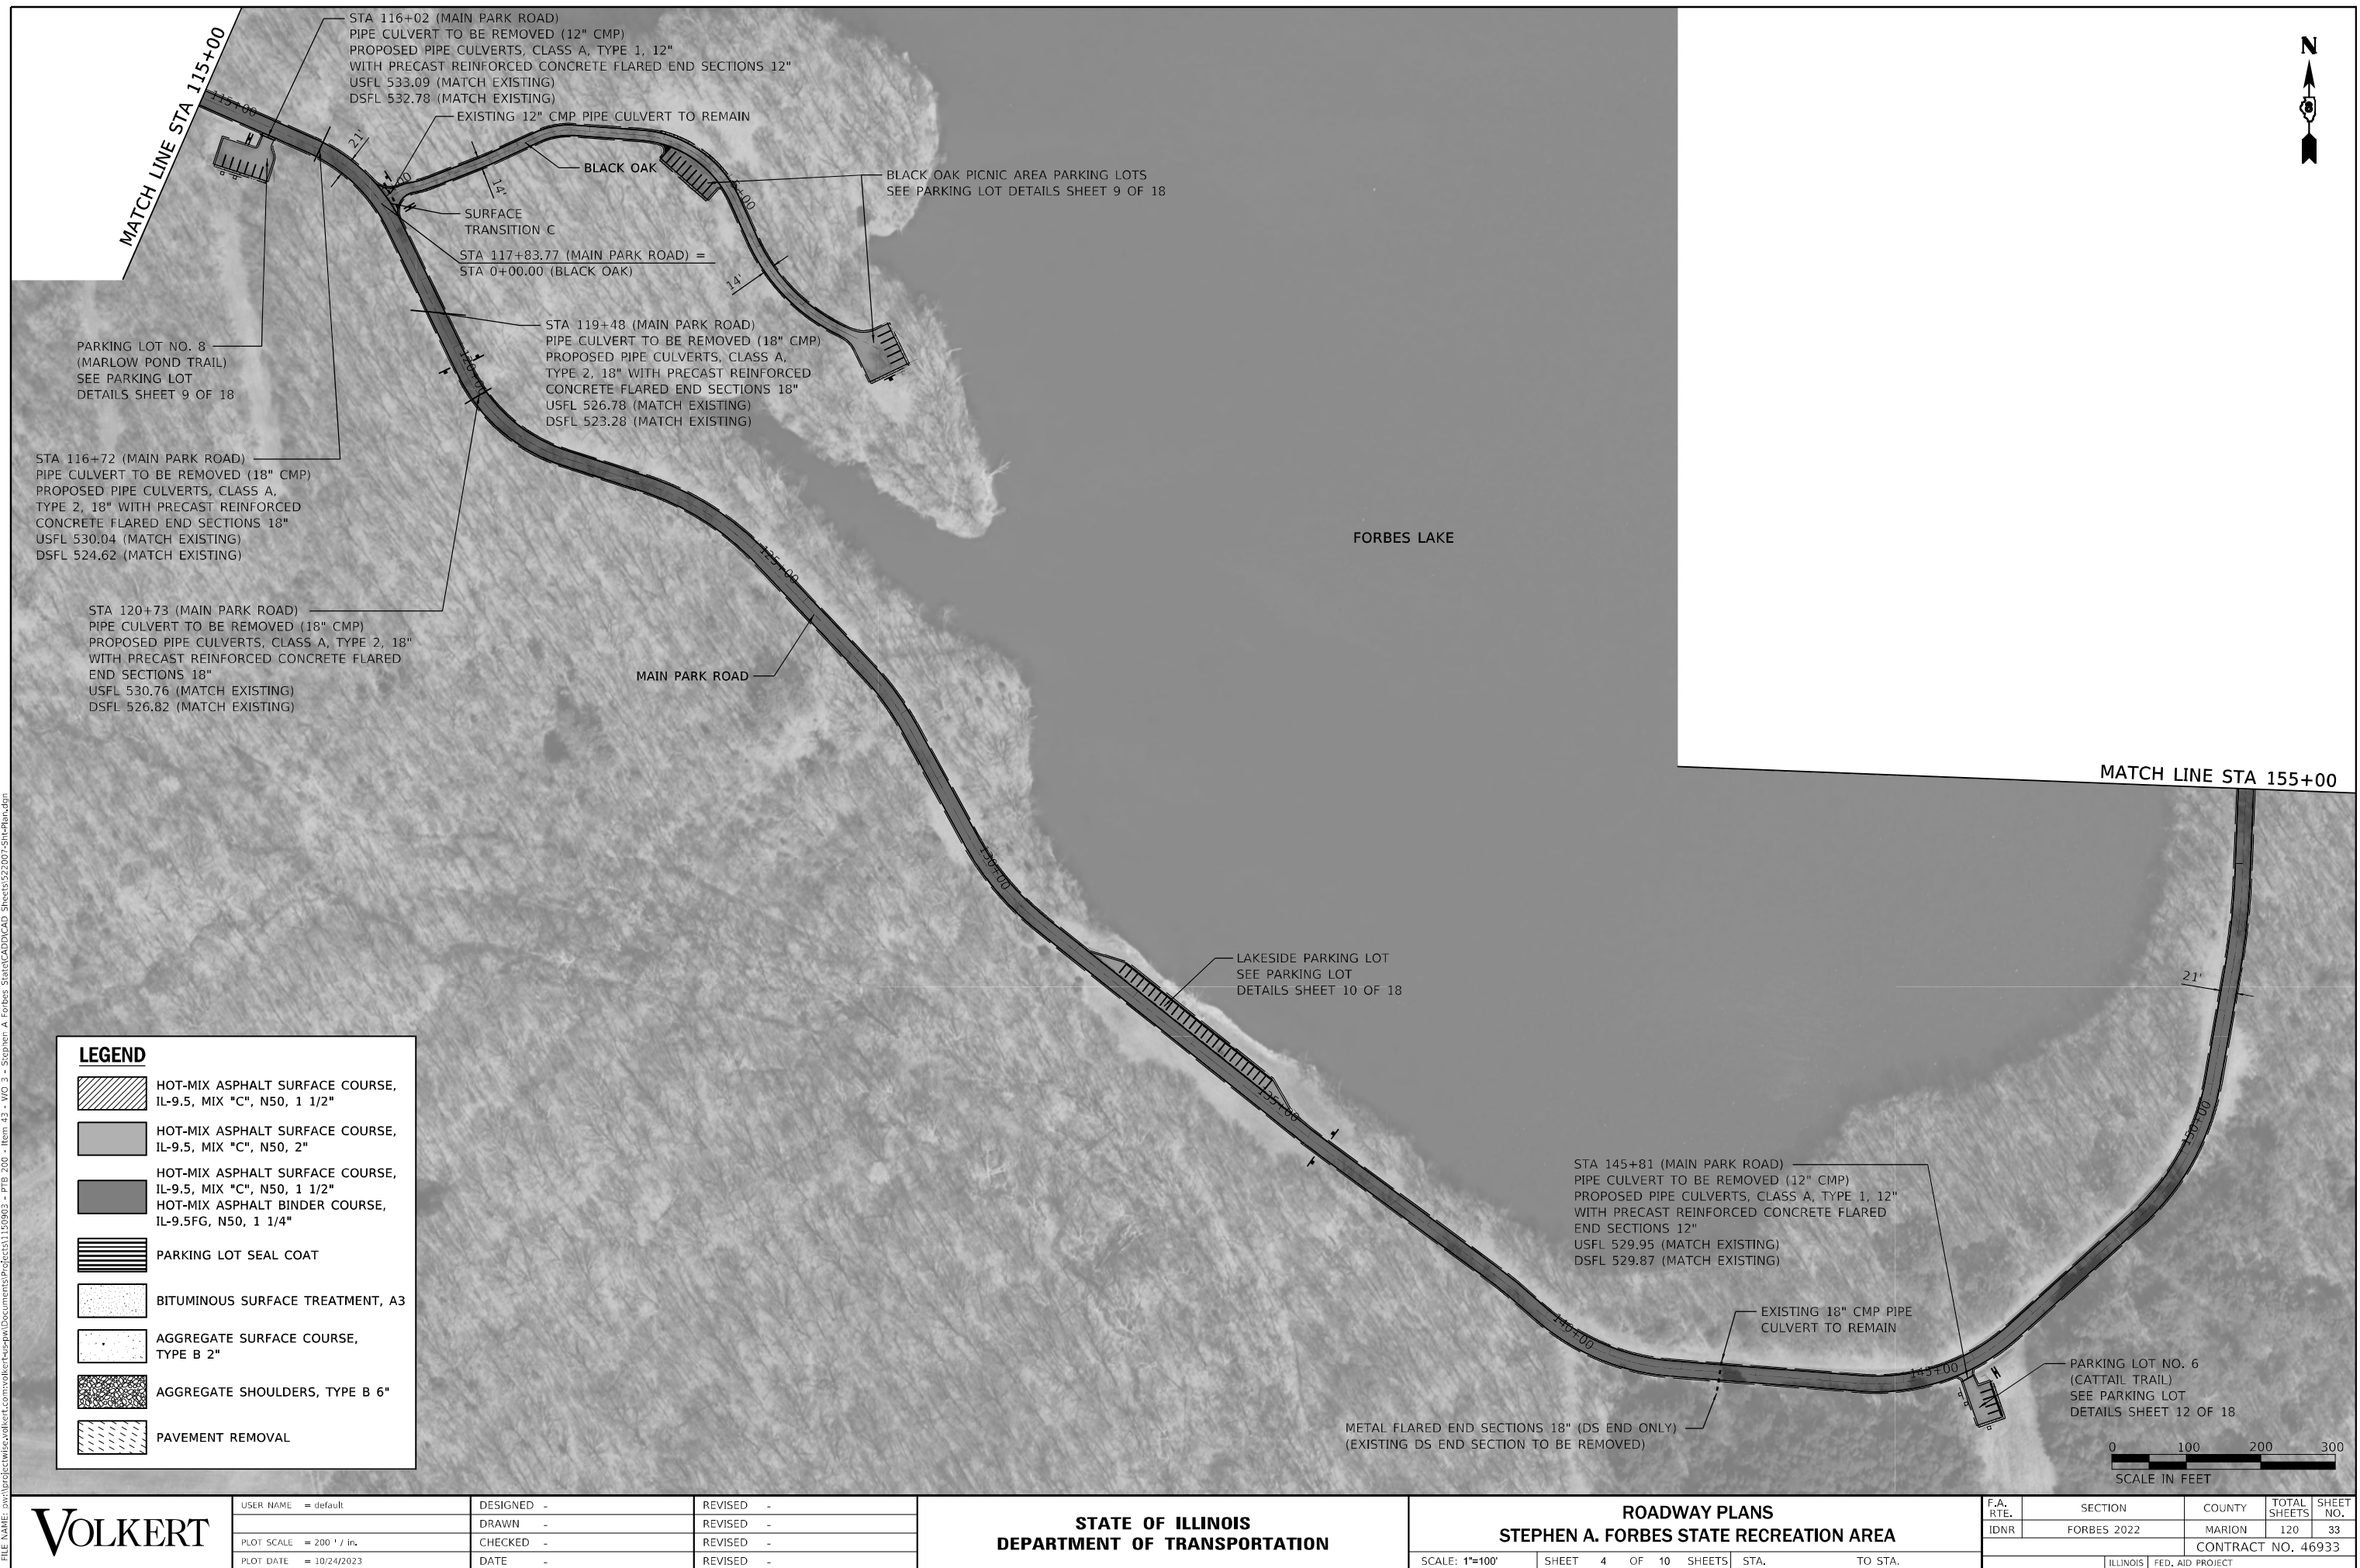 STA 116+02 (MAIN PARK ROAD)
PIPE CULVERT TO BE REMOVED (12" CMP)
PROPOSED PIPE CULVERTS, CLASS A, TYPE 1, 12"
WITH PRECAST REINFORCED CONCRETE FLARED END SECTIONS 12"
USFL 533.09 (MATCH EXISTING)
DSFL 532.78 (MATCH EXISTING)
EXISTING 12" CMP PIPE CULVERT TO REMAIN
MATCH LINE STA 115+00
115+00
21'
BLACK OAK
14'
BLACK OAK PICNIC AREA PARKING LOTS
SEE PARKING LOT DETAILS SHEET 9 OF 18
SURFACE
TRANSITION C
STA 117+83.77 (MAIN PARK ROAD) =
STA 0+00.00 (BLACK OAK)
14'
N
STA 119+48 (MAIN PARK ROAD)
PIPE CULVERT TO BE REMOVED (18" CMP)
PROPOSED PIPE CULVERTS, CLASS A,
TYPE 2, 18" WITH PRECAST REINFORCED
CONCRETE FLARED END SECTIONS 18"
USFL 526.78 (MATCH EXISTING)
DSFL 523.28 (MATCH EXISTING)
PARKING LOT NO. 8
(MARLOW POND TRAIL)
SEE PARKING LOT
DETAILS SHEET 9 OF 18
120+00
STA 116+72 (MAIN PARK ROAD)
PIPE CULVERT TO BE REMOVED (18" CMP)
PROPOSED PIPE CULVERTS, CLASS A,
TYPE 2, 18" WITH PRECAST REINFORCED
CONCRETE FLARED END SECTIONS 18"
USFL 530.04 (MATCH EXISTING)
DSFL 524.62 (MATCH EXISTING)
STA 120+73 (MAIN PARK ROAD)
PIPE CULVERT TO BE REMOVED (18" CMP)
PROPOSED PIPE CULVERTS, CLASS A, TYPE 2, 18"
WITH PRECAST REINFORCED CONCRETE FLARED
END SECTIONS 18"
USFL 530.76 (MATCH EXISTING)
DSFL 526.82 (MATCH EXISTING)
125+00
MAIN PARK ROAD
FORBES LAKE
MATCH LINE STA 155+00
130+00
LAKESIDE PARKING LOT
SEE PARKING LOT
DETAILS SHEET 10 OF 18
135+00
21'
150+00
STA 145+81 (MAIN PARK ROAD)
PIPE CULVERT TO BE REMOVED (12" CMP)
PROPOSED PIPE CULVERTS, CLASS A, TYPE 1, 12"
WITH PRECAST REINFORCED CONCRETE FLARED
END SECTIONS 12"
USFL 529.95 (MATCH EXISTING)
DSFL 529.87 (MATCH EXISTING)
EXISTING 18" CMP PIPE
CULVERT TO REMAIN
140+00
145+00
PARKING LOT NO. 6
(CATTAIL TRAIL)
SEE PARKING LOT
DETAILS SHEET 12 OF 18
METAL FLARED END SECTIONS 18" (DS END ONLY)
(EXISTING DS END SECTION TO BE REMOVED)
0 100 200 300
SCALE IN FEET
LEGEND
HOT-MIX ASPHALT SURFACE COURSE,
IL-9.5, MIX "C", N50, 1 1/2"
HOT-MIX ASPHALT SURFACE COURSE,
IL-9.5, MIX "C", N50, 2"
HOT-MIX ASPHALT SURFACE COURSE,
IL-9.5, MIX "C", N50, 1 1/2"
HOT-MIX ASPHALT BINDER COURSE,
IL-9.5FG, N50, 1 1/4"
PARKING LOT SEAL COAT
BITUMINOUS SURFACE TREATMENT, A3
AGGREGATE SURFACE COURSE,
TYPE B 2"
AGGREGATE SHOULDERS, TYPE B 6"
PAVEMENT REMOVAL
VOLKERT
USER NAME = default
PLOT SCALE = 200 ' / in.
PLOT DATE = 10/24/2023
DESIGNED -
DRAWN -
CHECKED -
DATE -
REVISED -
REVISED -
REVISED -
REVISED -
STATE OF ILLINOIS
DEPARTMENT OF TRANSPORTATION
ROADWAY PLANS
STEPHEN A. FORBES STATE RECREATION AREA
SCALE: 1"=100' SHEET 4 OF 10 SHEETS STA. TO STA.
F.A. RTE. SECTION COUNTY TOTAL SHEETS SHEET NO.
IDNR FORBES 2022 MARION 120 33
CONTRACT NO. 46933
ILLINOIS FED. AID PROJECT